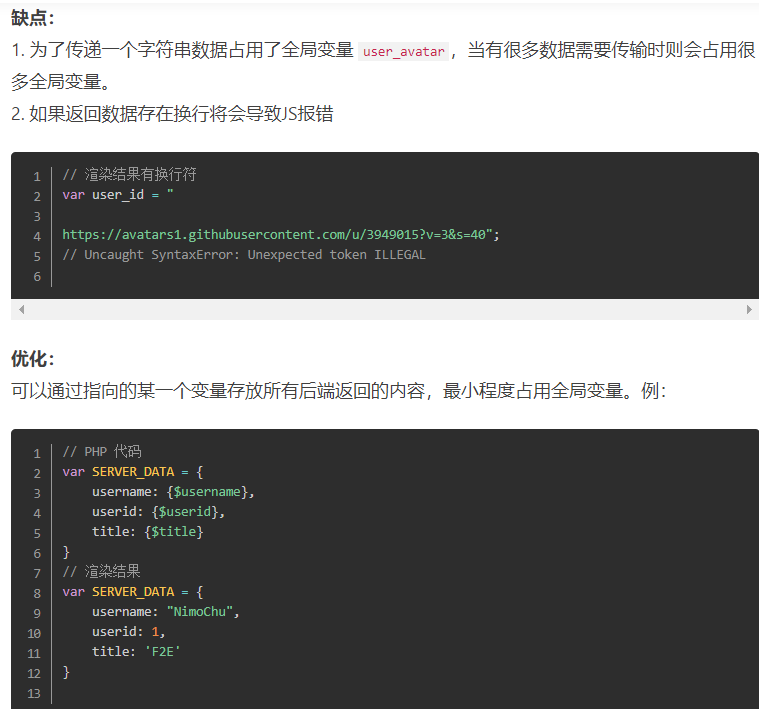 缺点：
1. 为了传递一个字符串数据占用了全局变量 user_avatar，当有很多数据需要传输时则会占用很
多全局变量。
2. 如果返回数据存在换行将会导致JS报错
1 // 渲染结果有换行符
2 var user_id = "
3
4 https://avatars1.githubusercontent.com/u/3949015?v=3&s=40";
5 // Uncaught SyntaxError: Unexpected token ILLEGAL
6
优化：
可以通过指向的某一个变量存放所有后端返回的内容，最小程度占用全局变量。例：
1 // PHP 代码
2 var SERVER_DATA = {
3     username: {$username},
4     userid: {$userid},
5     title: {$title}
6 }
7 // 渲染结果
8 var SERVER_DATA = {
9     username: "NimoChu",
10     userid: 1,
11     title: 'F2E'
12 }
13